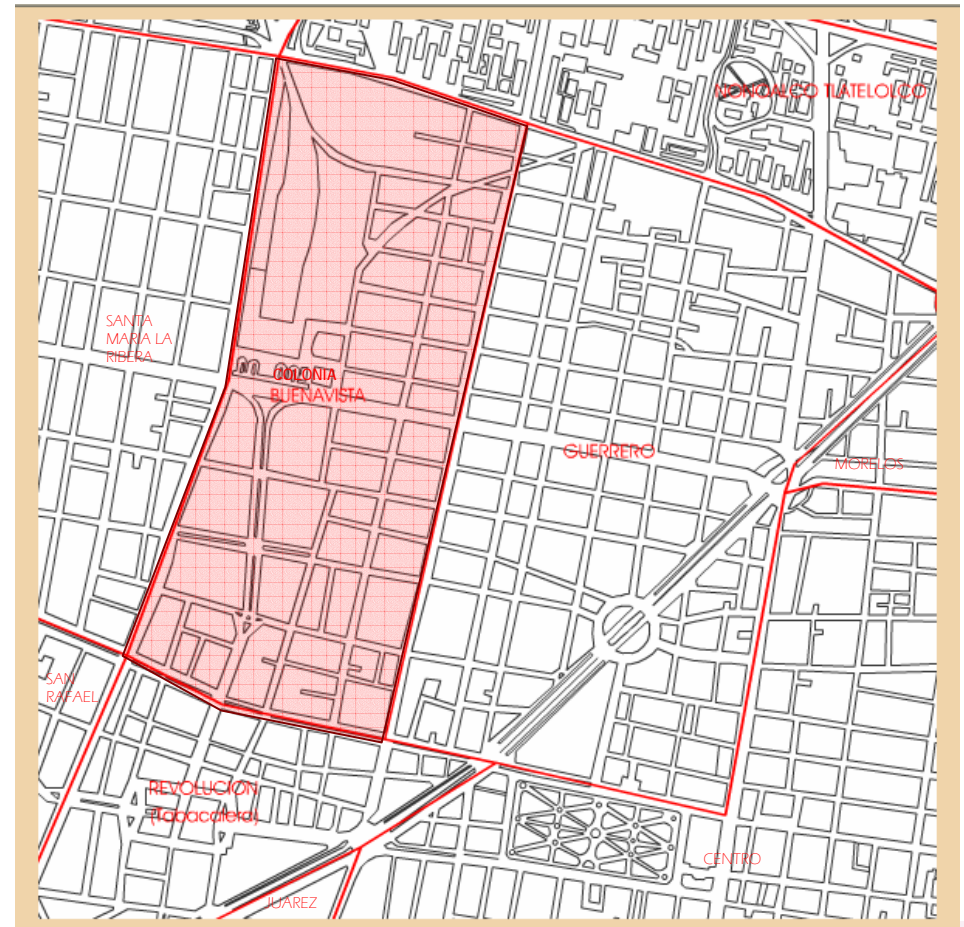 NONOALCO TLATELOLCO
SANTA
MARIA LA
RIBERA
COLONIA
BUENAVISTA
GUERRERO
MORELOS
SAN
RAFAEL
REVOLUCION
(Tabacalera)
CENTRO
JUAREZ